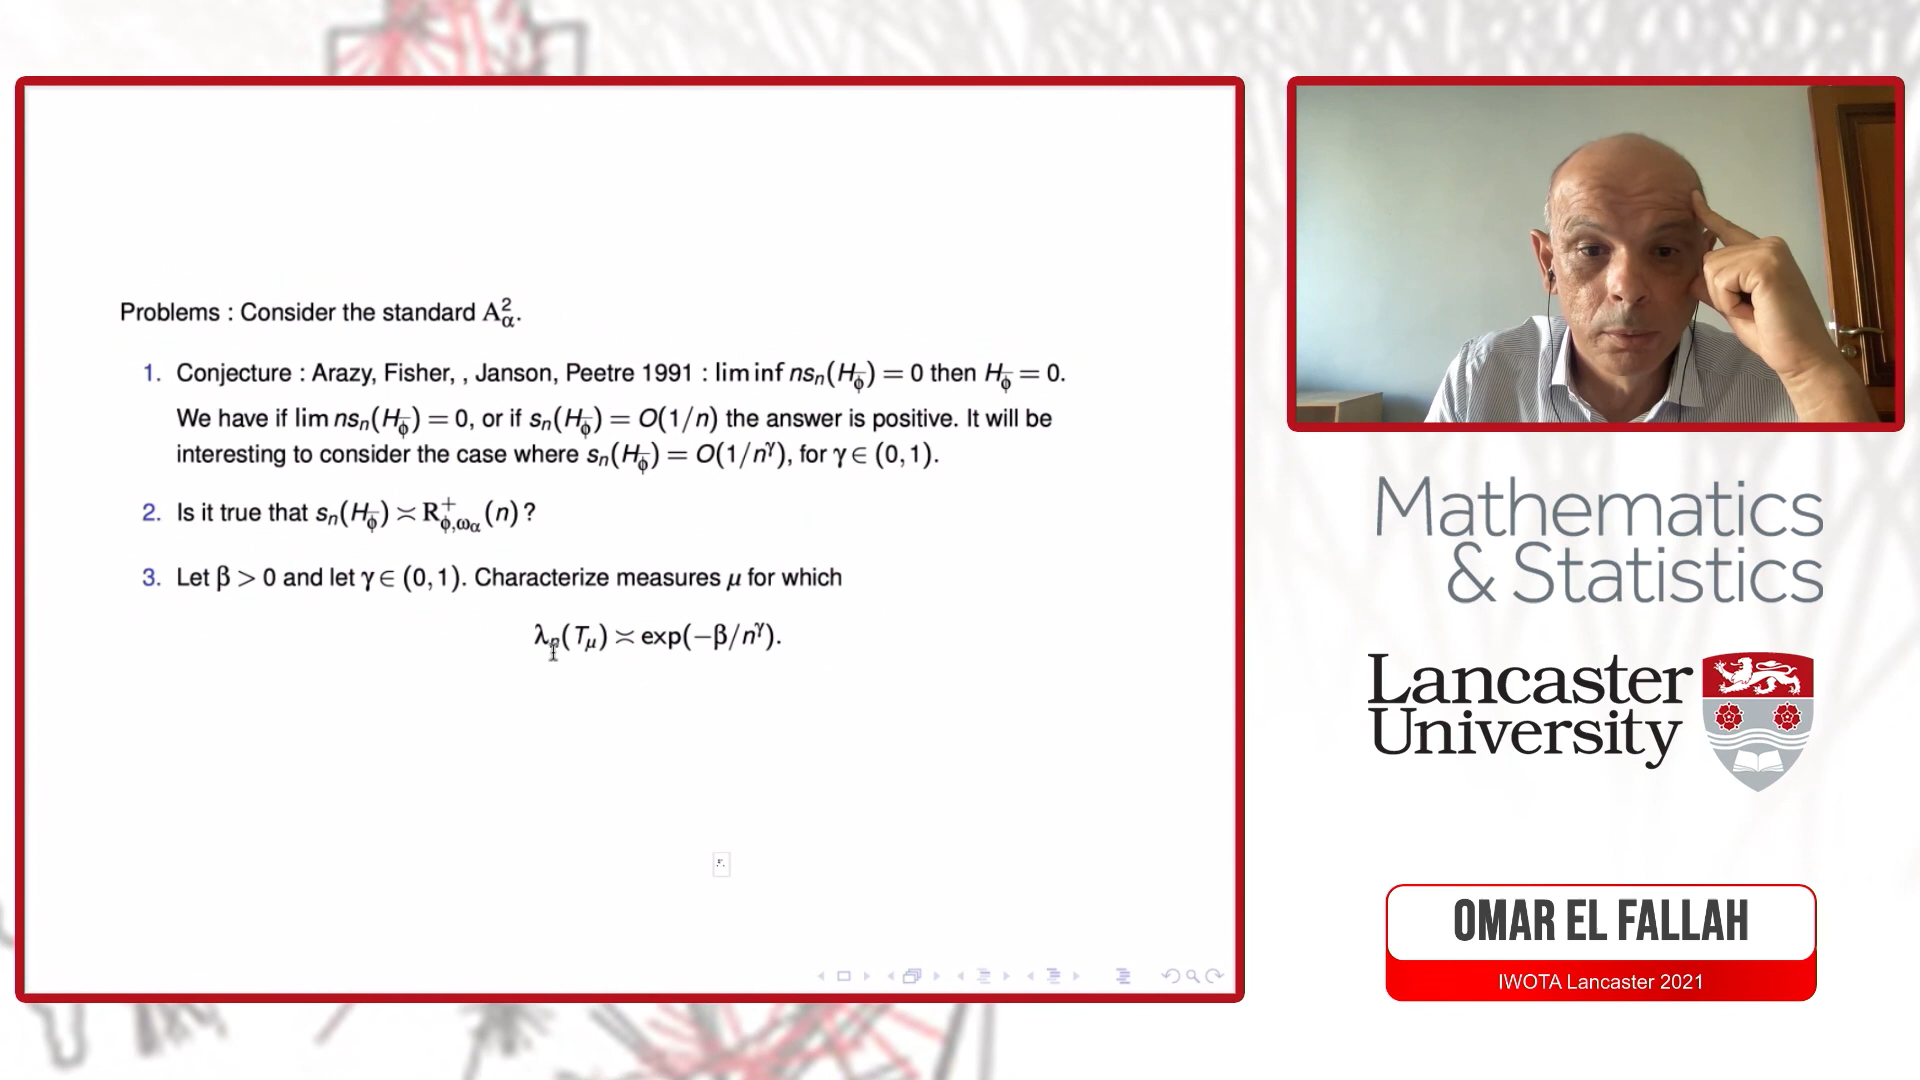 Problems : Consider the standard A²_α.
1. Conjecture : Arazy, Fisher, , Janson, Peetre 1991 : lim inf ns_n(H_ϕ̄) = 0 then H_ϕ̄ = 0.
We have if lim ns_n(H_ϕ̄) = 0, or if s_n(H_ϕ̄) = O(1/n) the answer is positive. It will be
interesting to consider the case where s_n(H_ϕ̄) = O(1/n^γ), for γ ∈ (0,1).
2. Is it true that s_n(H_ϕ̄) ≍ R⁺_ϕ,ω_α (n) ?
3. Let β > 0 and let γ ∈ (0,1). Characterize measures μ for which
λ_n(T_μ) ≍ exp(−β/n^γ).
Mathematics
& Statistics
Lancaster
University
OMAR EL FALLAH
IWOTA Lancaster 2021